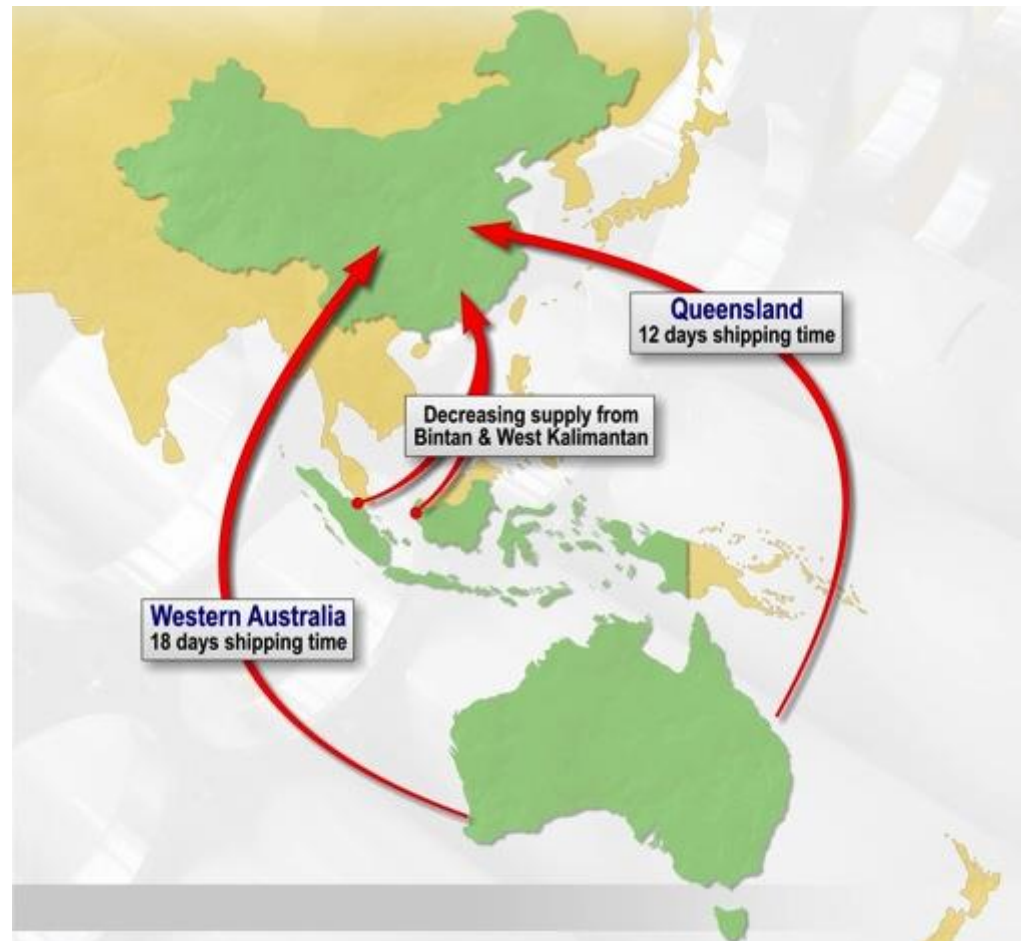 Queensland
12 days shipping time
Decreasing supply from
Bintan & West Kalimantan
Western Australia
18 days shipping time